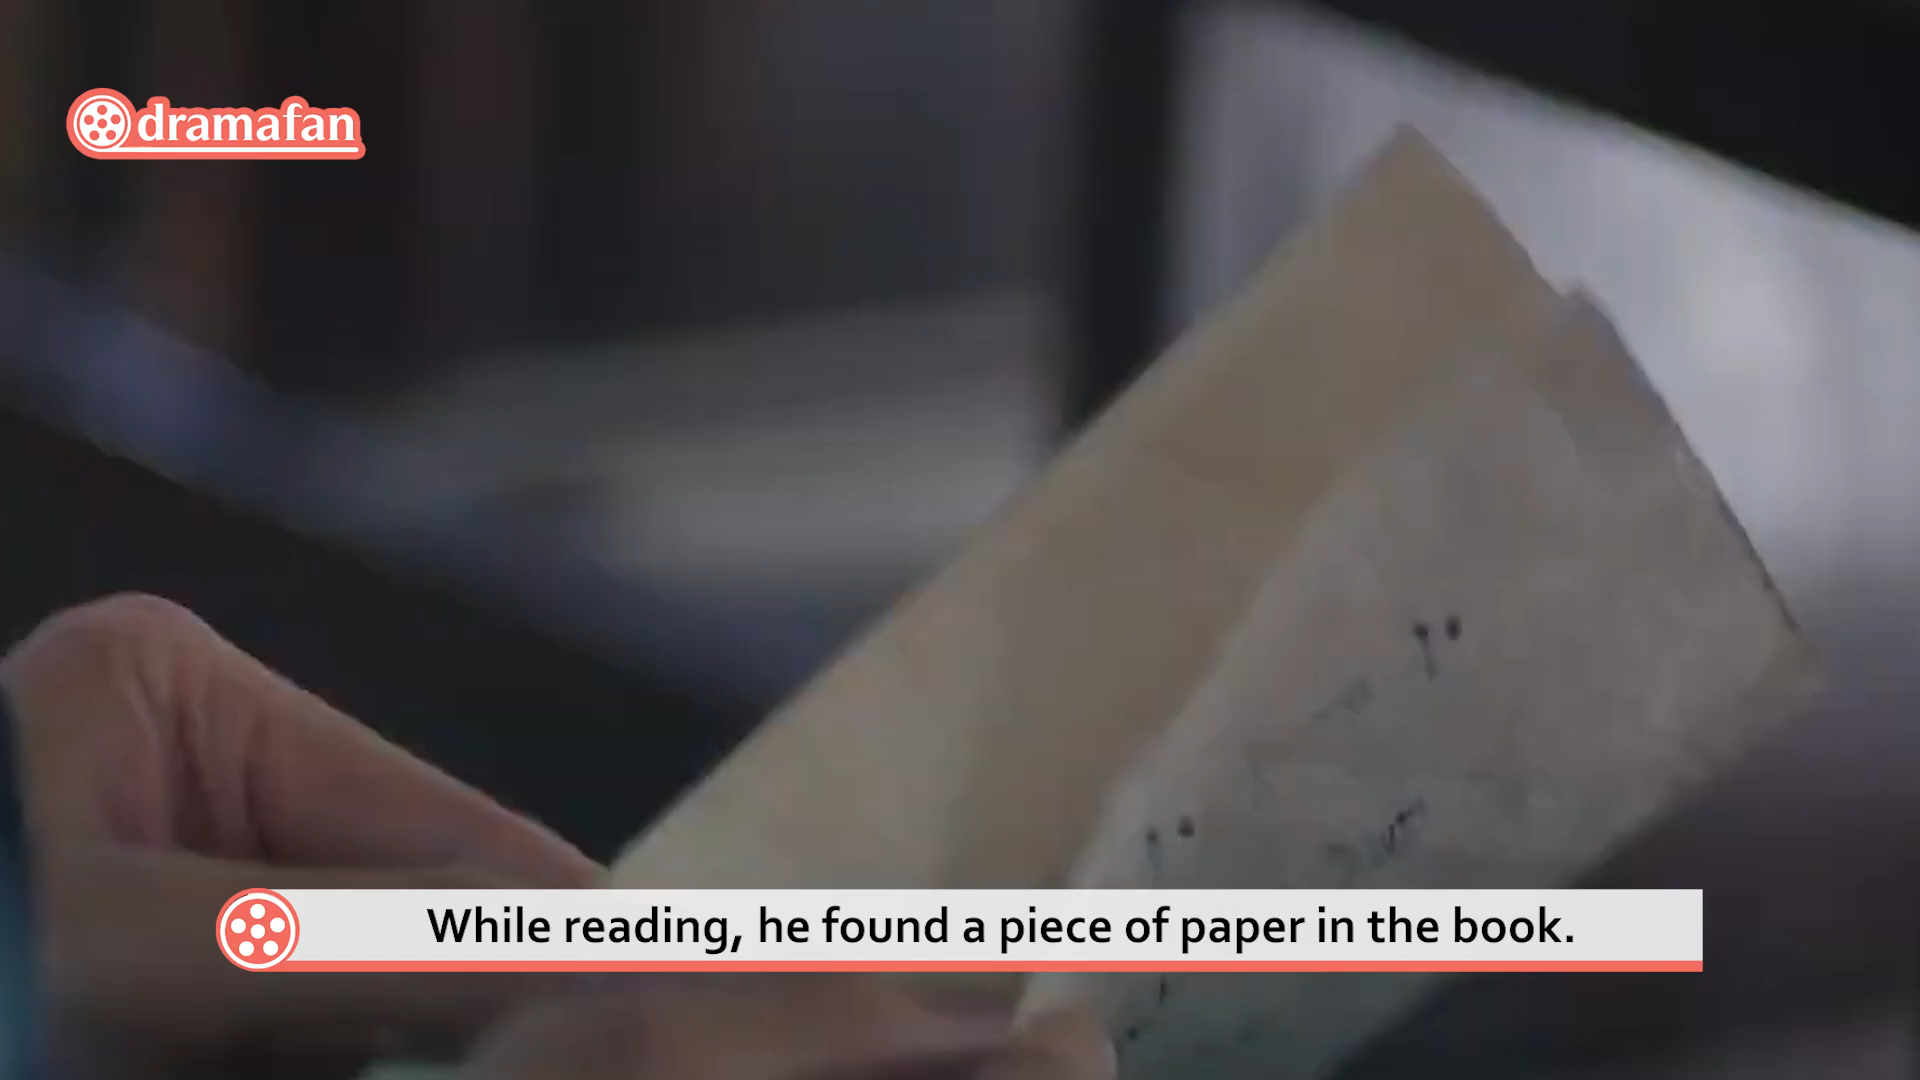 dramafan
While reading, he found a piece of paper in the book.